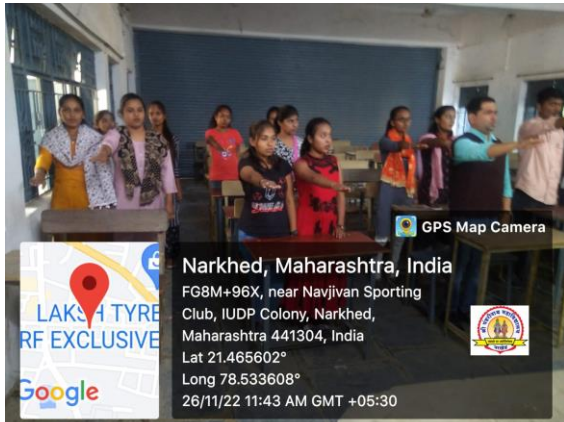 GPS Map Camera
Narkhed, Maharashtra, India
FG8M+96X, near Navjivan Sporting
Club, IUDP Colony, Narkhed,
Maharashtra 441304, India
Lat 21.465602°
Long 78.533608°
26/11/22 11:43 AM GMT +05:30
LAKSH TYRE
RF EXCLUSIVE
Google